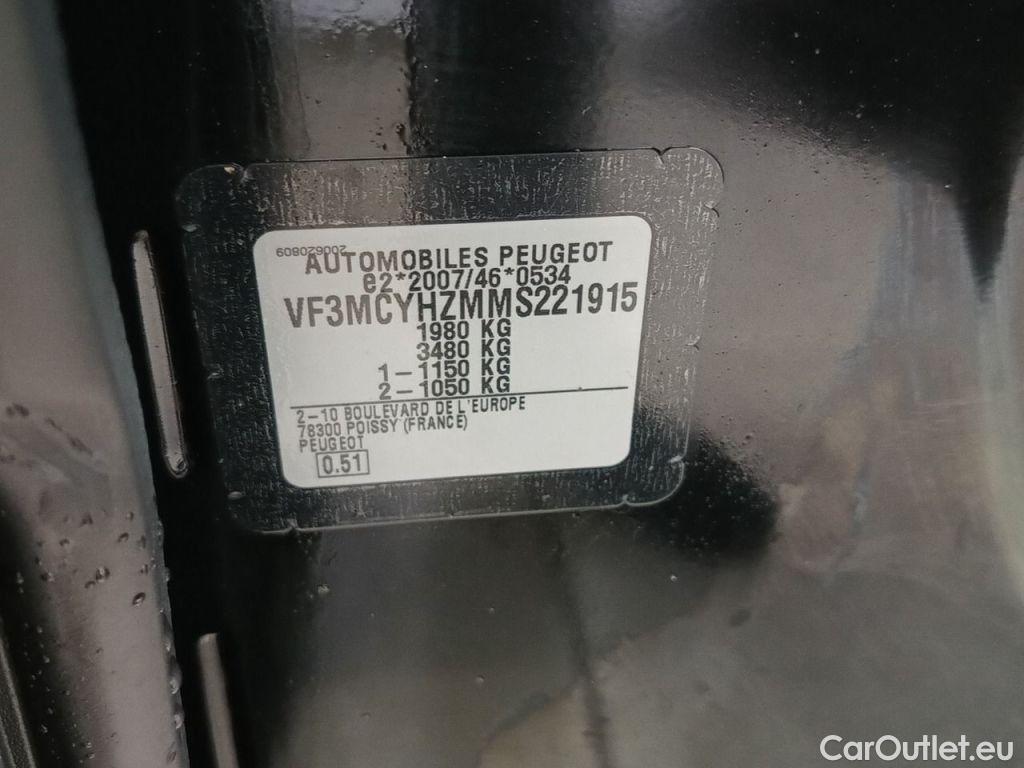 200620809
AUTOMOBILES PEUGEOT
e2*2007/46*0534
VF3MCYHZMMS221915
1980 KG
3480 KG
1-1150 KG
2-1050 KG
2-10 BOULEVARD DE L'EUROPE
78300 POISSY (FRANCE)
PEUGEOT
0.51
CarOutlet.eu